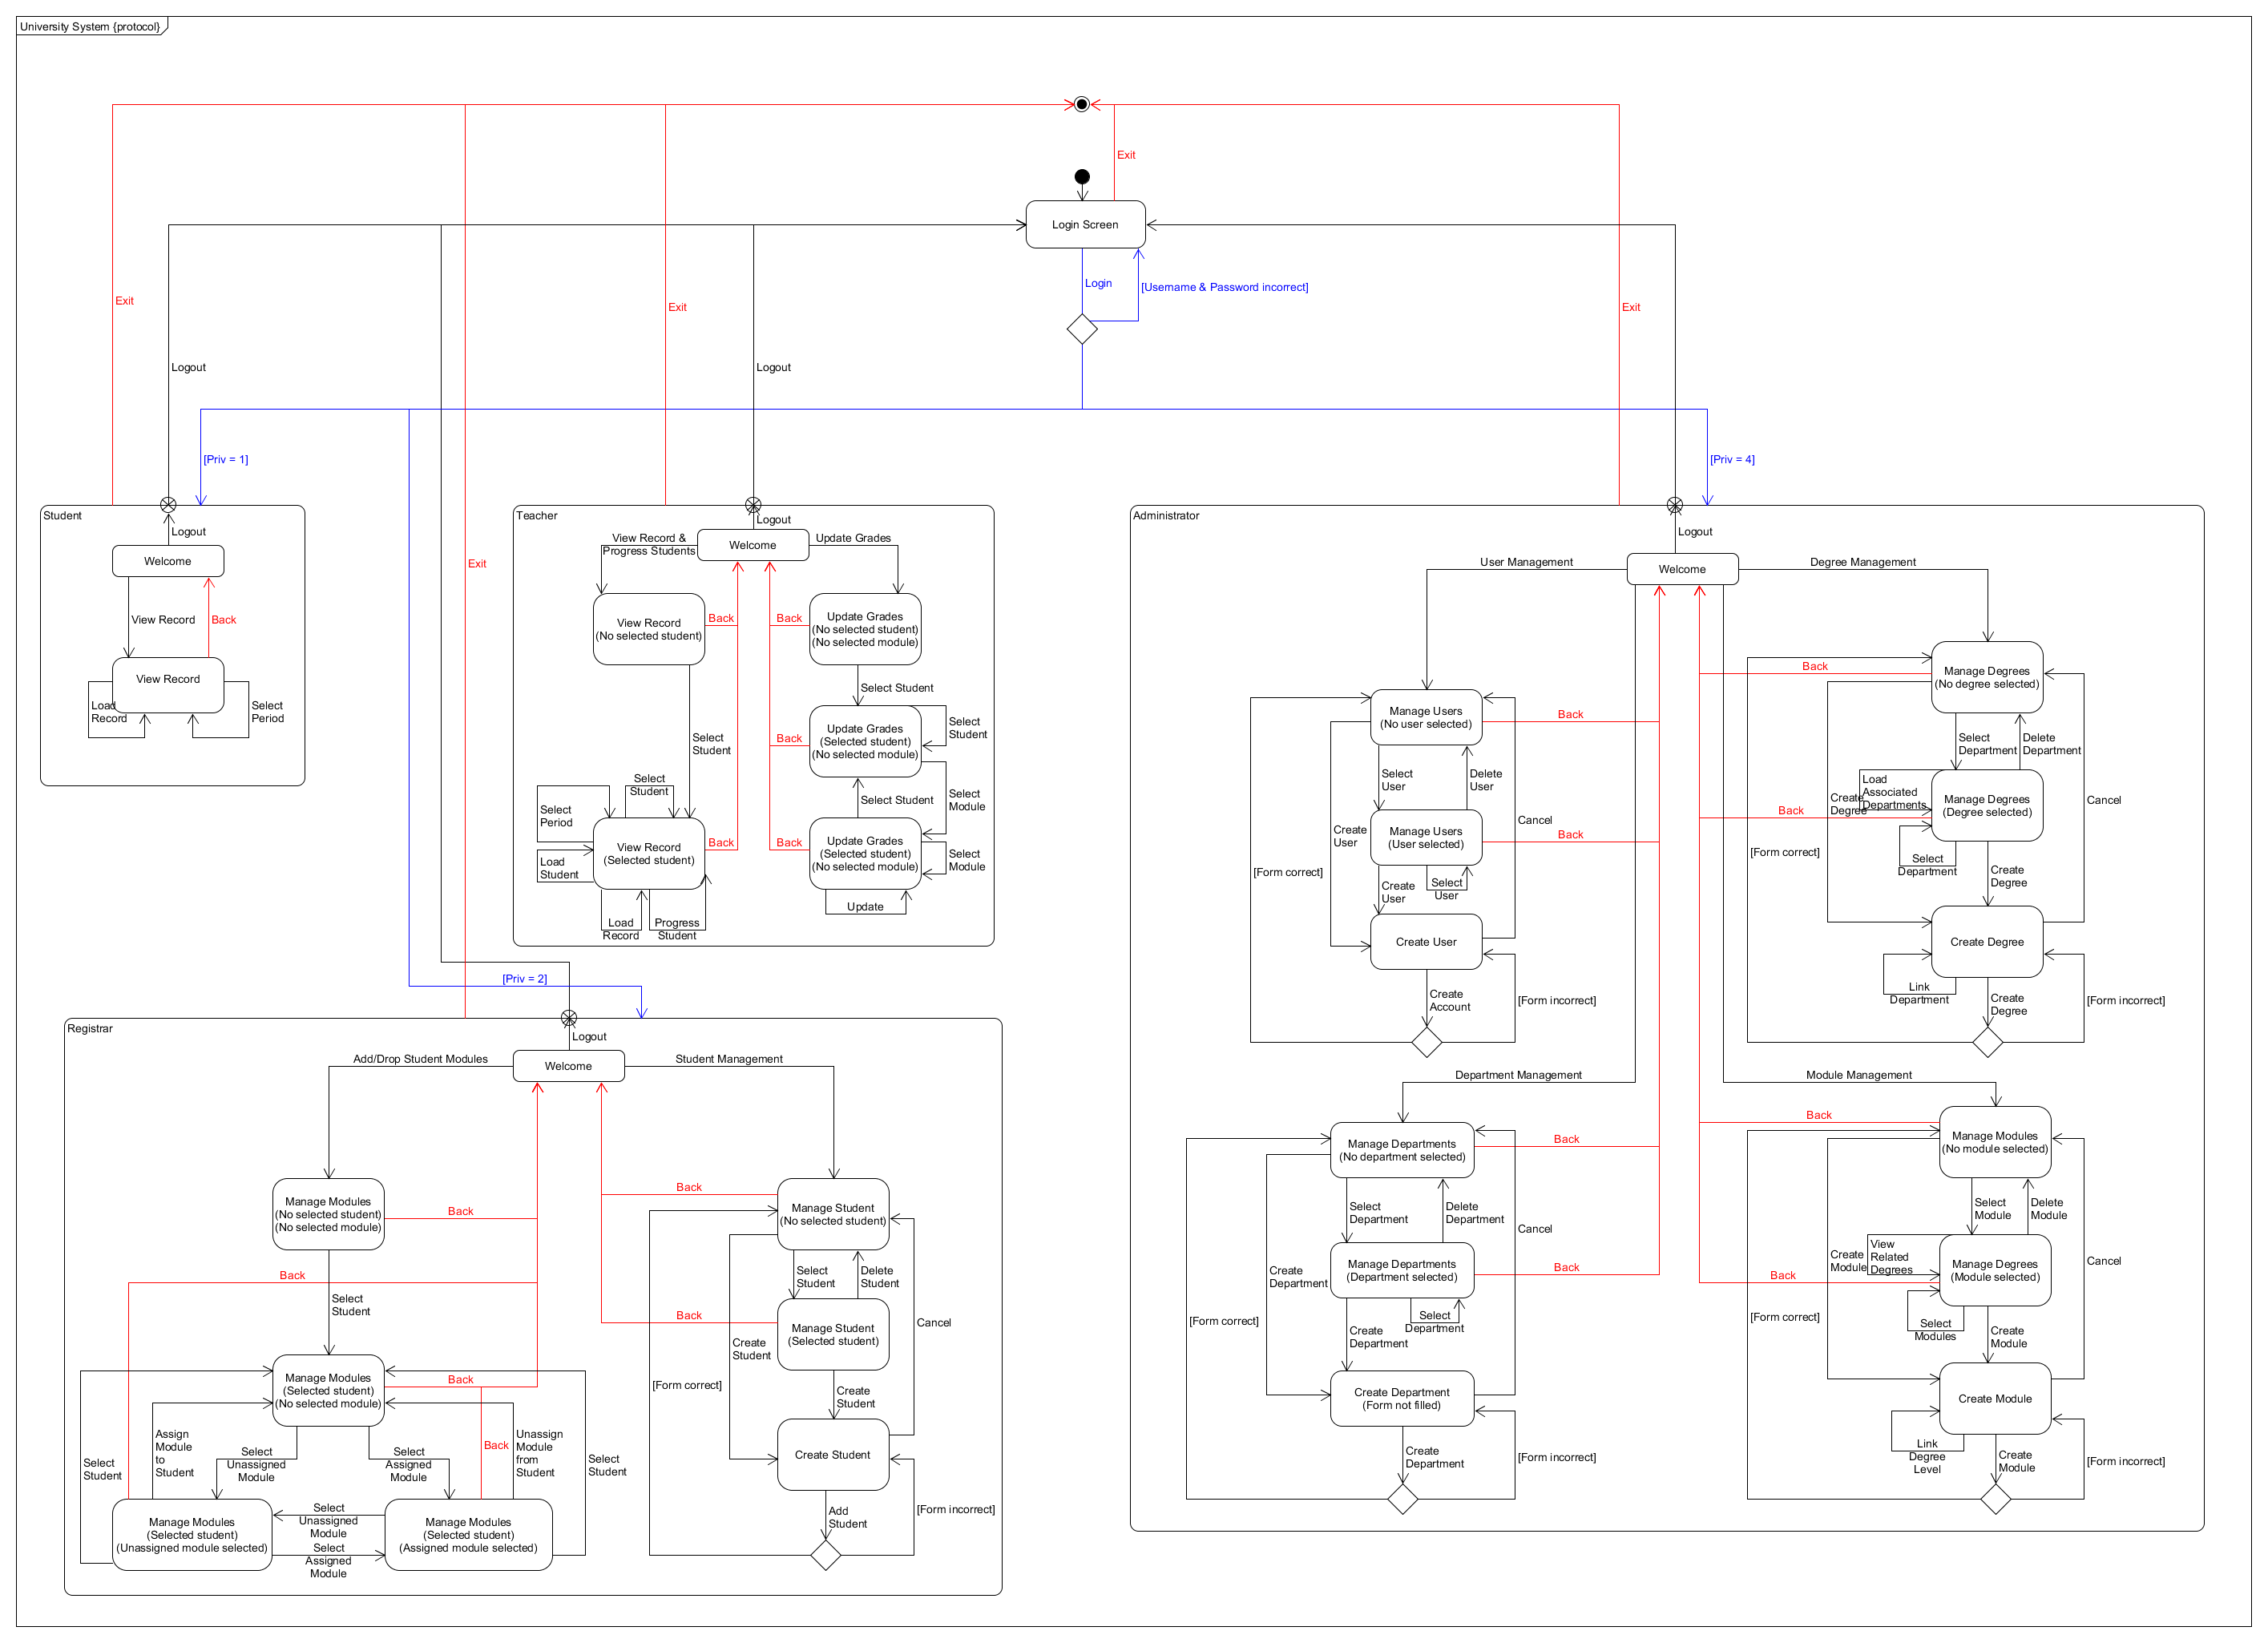 University System {protocol}
Exit
Login Screen
Login
[Username & Password incorrect]
Exit
Exit
Exit
Logout
Logout
[Priv = 1]
[Priv = 4]
Student
Logout
Welcome
View Record
Back
View Record
Load
Record
Select
Period
Exit
Teacher
Logout
View Record &
Progress Students
Welcome
Update Grades
View Record
(No selected student)
Back
Back
Update Grades
(No selected student)
(No selected module)
Select Student
Select
Student
Back
Update Grades
(Selected student)
(No selected module)
Select
Student
Select
Student
Select
Period
Select Student
Select
Module
View Record
(Selected student)
Back
Back
Update Grades
(Selected student)
(No selected module)
Select
Module
Load
Student
Load
Record
Progress
Student
Update
[Priv = 2]
Registrar
Logout
Add/Drop Student Modules
Welcome
Student Management
Manage Modules
(No selected student)
(No selected module)
Back
Back
Select
Student
Manage Modules
(Selected student)
(No selected module)
Back
Select
Student
Assign
Module
to
Student
Select
Unassigned
Module
Select
Assigned
Module
Back
Unassign
Module
from
Student
Select
Student
Manage Modules
(Selected student)
(Unassigned module selected)
Select
Unassigned
Module
Select
Assigned
Module
Manage Modules
(Selected student)
(Assigned module selected)
Back
Manage Student
(No selected student)
Select
Student
Delete
Student
Back
Manage Student
(Selected student)
Cancel
Create
Student
[Form correct]
Create
Student
Create Student
Add
Student
[Form incorrect]
Administrator
Logout
User Management
Welcome
Degree Management
Manage Users
(No user selected)
Back
Select
User
Delete
User
Cancel
Create
User
Manage Users
(User selected)
Back
[Form correct]
Create
User
Select
User
Create User
Create
Account
[Form incorrect]
Back
Manage Degrees
(No degree selected)
Select
Department
Delete
Department
Load
Associated
Departments
Create
Degree
Back
Manage Degrees
(Degree selected)
Cancel
[Form correct]
Select
Department
Create
Degree
Create Degree
Link
Department
Create
Degree
[Form incorrect]
Department Management
Manage Departments
(No department selected)
Back
Select
Department
Delete
Department
Cancel
Create
Department
Manage Departments
(Department selected)
Back
[Form correct]
Create
Department
Select
Department
Create Department
(Form not filled)
Create
Department
[Form incorrect]
Module Management
Back
Manage Modules
(No module selected)
Select
Module
Delete
Module
View
Related
Degrees
Create
Module
Back
Manage Degrees
(Module selected)
Cancel
[Form correct]
Select
Modules
Create
Module
Create Module
Link
Degree
Level
Create
Module
[Form incorrect]